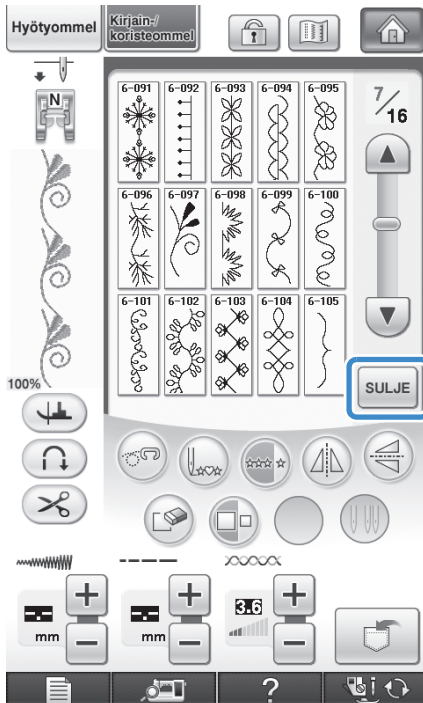 Hyötyommel
Kirjain-/
koristeommel
N
6-091 6-092 6-093 6-094 6-095
7/16
6-096 6-097 6-098 6-099 6-100
6-101 6-102 6-103 6-104 6-105
100%
SULJE
3.6
mm
mm
?